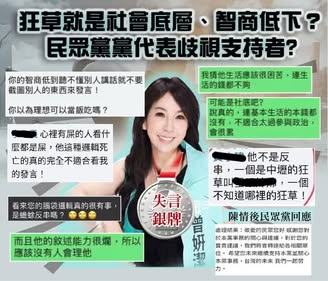 狂草就是社會底層、智商低下?
民眾黨黨代表歧視支持者?
你的智商低到聽不懂別人講話就不要
截圖別人的東西來發言!
你以為理想可以當飯吃嗎?
心裡有屎的人看什
麼都是屎,他這種邏輯死
亡的真的完全不適合看我
的發言!
看來您的腦袋邏輯真的很有事,
是蟾蜍反串嗎?
而且他的敘述能力很爛,所以
應該沒有人會理他
我猜他生活應該很困苦,連生
活的錢都不夠
可能是社底吧?
說真的,連基本生活的本錢都
沒有,不適合太過參與政治,
會很累
他不是反
串,一個是中壢的狂
草叫
,一個
不知道哪裡的狂草!
失言
銀牌
曾妍潔
陳情後民眾黨回應